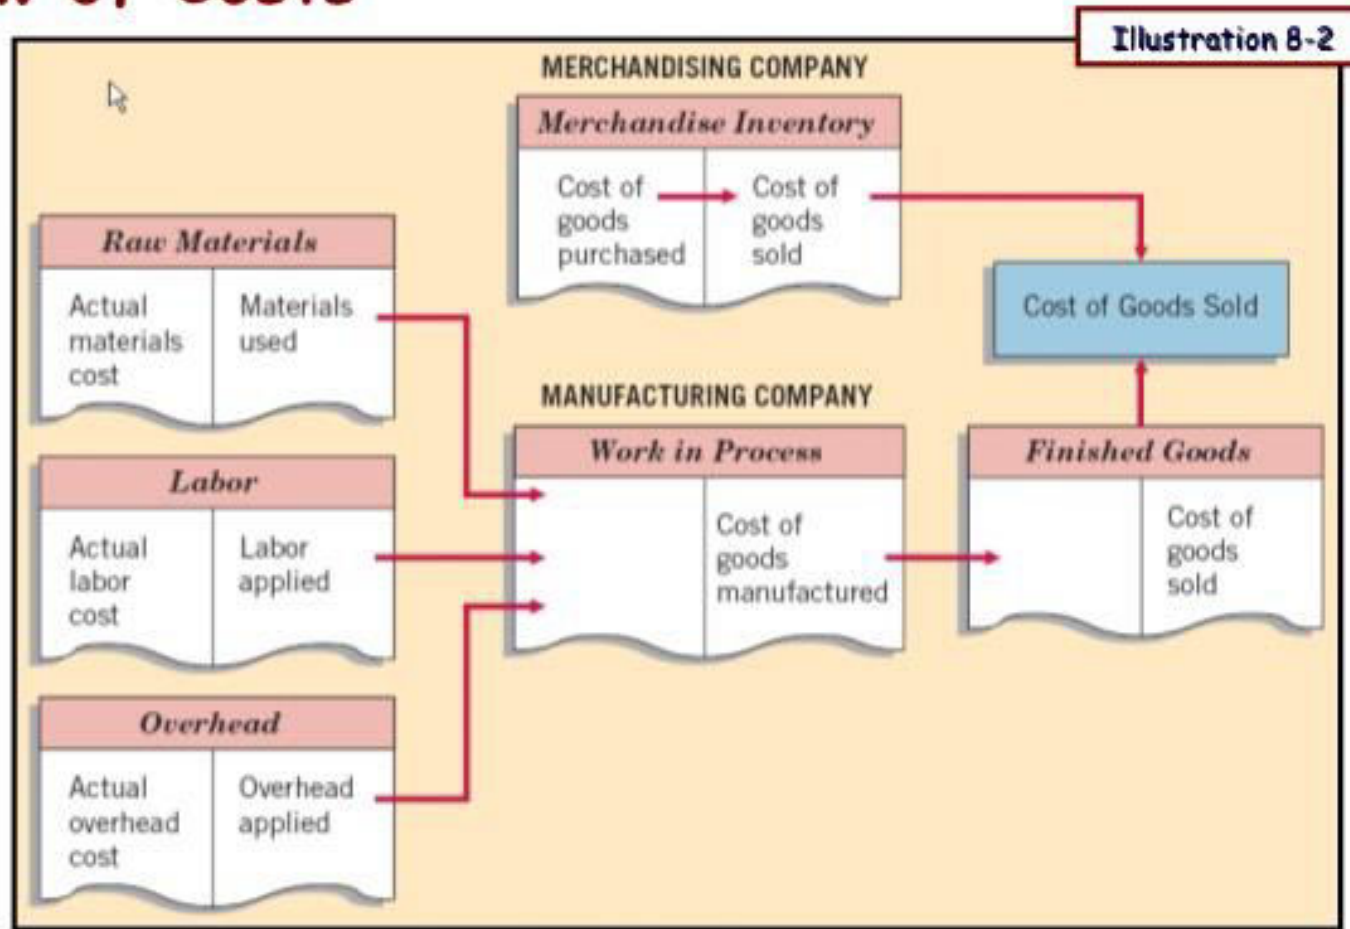 Costs
Illustration 8-2
MERCHANDISING COMPANY
Merchandise Inventory
Cost of
goods
purchased
Cost of
goods
sold
Raw Materials
Actual
materials
cost
Materials
used
Cost of Goods Sold
MANUFACTURING COMPANY
Labor
Actual
labor
cost
Labor
applied
Work in Process
Cost of
goods
manufactured
Finished Goods
Cost of
goods
sold
Overhead
Actual
overhead
cost
Overhead
applied